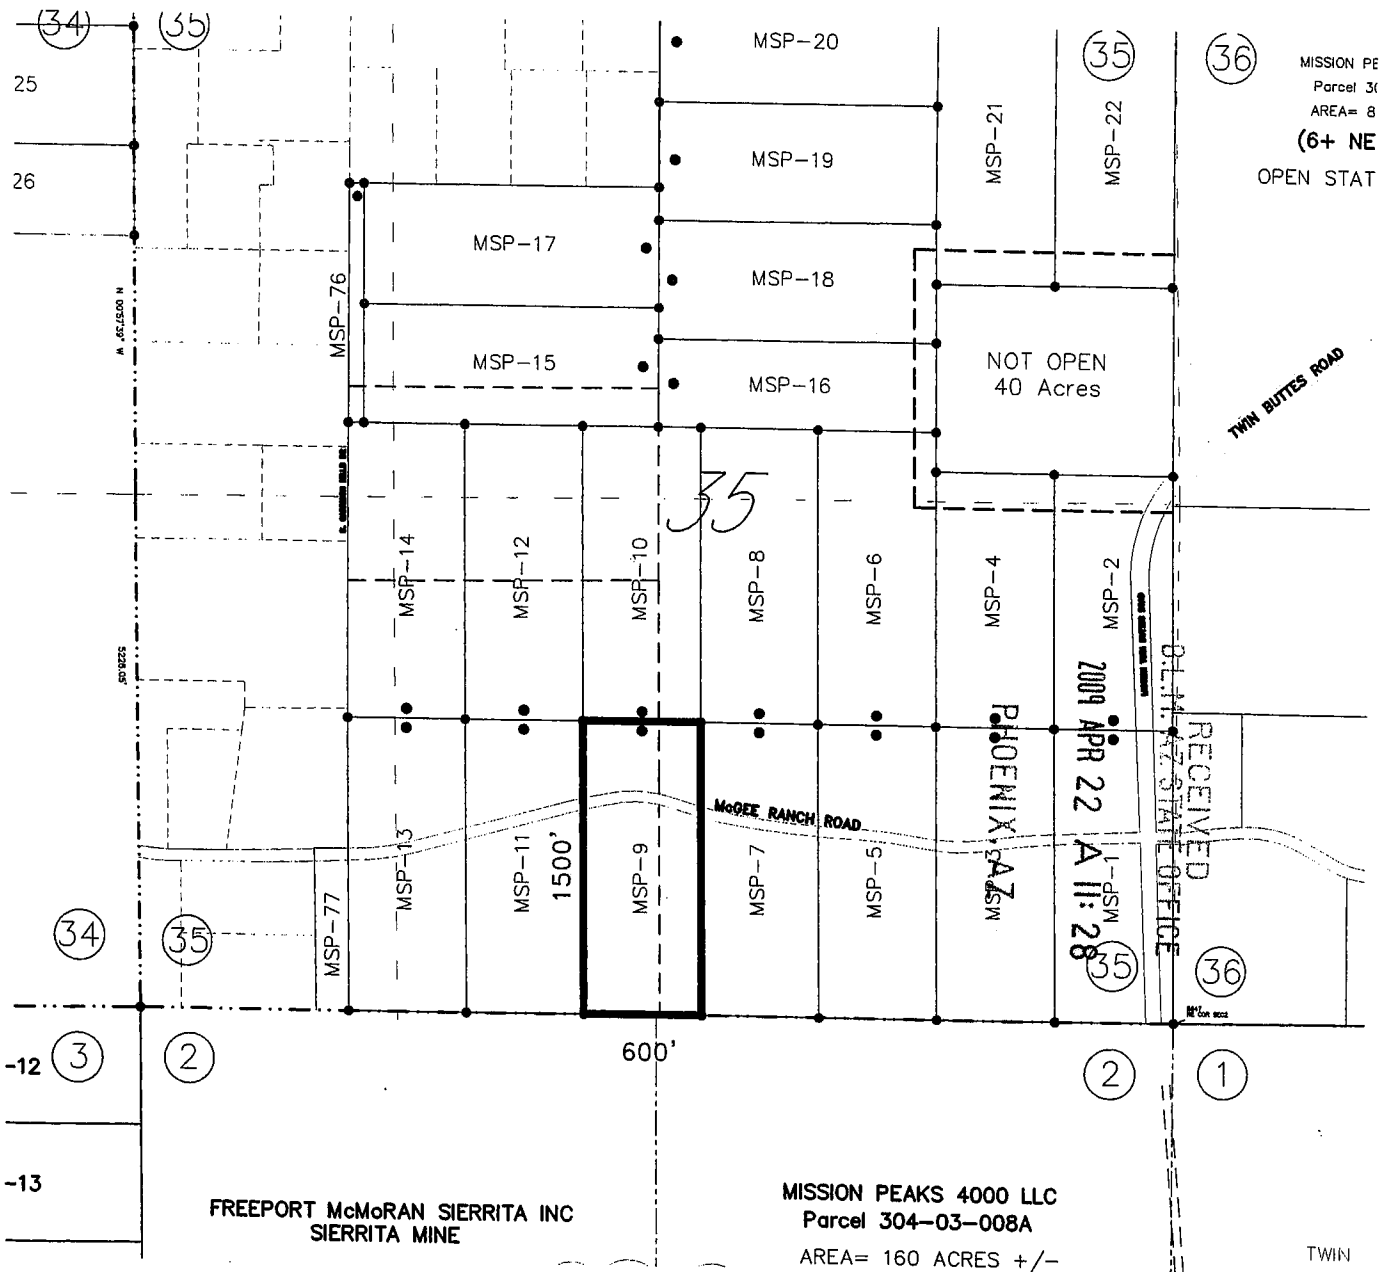 34
35
MSP-20
35
36
25
MISSION PE
Parcel 30
AREA= 8
(6+ NE
OPEN STAT
MSP-21
MSP-22
MSP-19
26
MSP-17
MSP-18
MSP-76
N 00°57'39" W
MSP-15
MSP-16
NOT OPEN
40 Acres
TWIN BUTTES ROAD
35
MSP-14
MSP-12
MSP-10
MSP-8
MSP-6
MSP-4
MSP-2
5226.05'
RECEIVED
B.L.M. AZ. STATE OFFICE
2009 APR 22 A 11: 28
PHOENIX, AZ
McGEE RANCH ROAD
1500'
MSP-13
MSP-11
MSP-9
MSP-7
MSP-5
MSP-3
MSP-1
MSP-77
34
35
35
36
600'
3
2
2
1
-12
-13
FREEPORT McMoRAN SIERRITA INC
SIERRITA MINE
MISSION PEAKS 4000 LLC
Parcel 304-03-008A
AREA= 160 ACRES +/-
TWIN